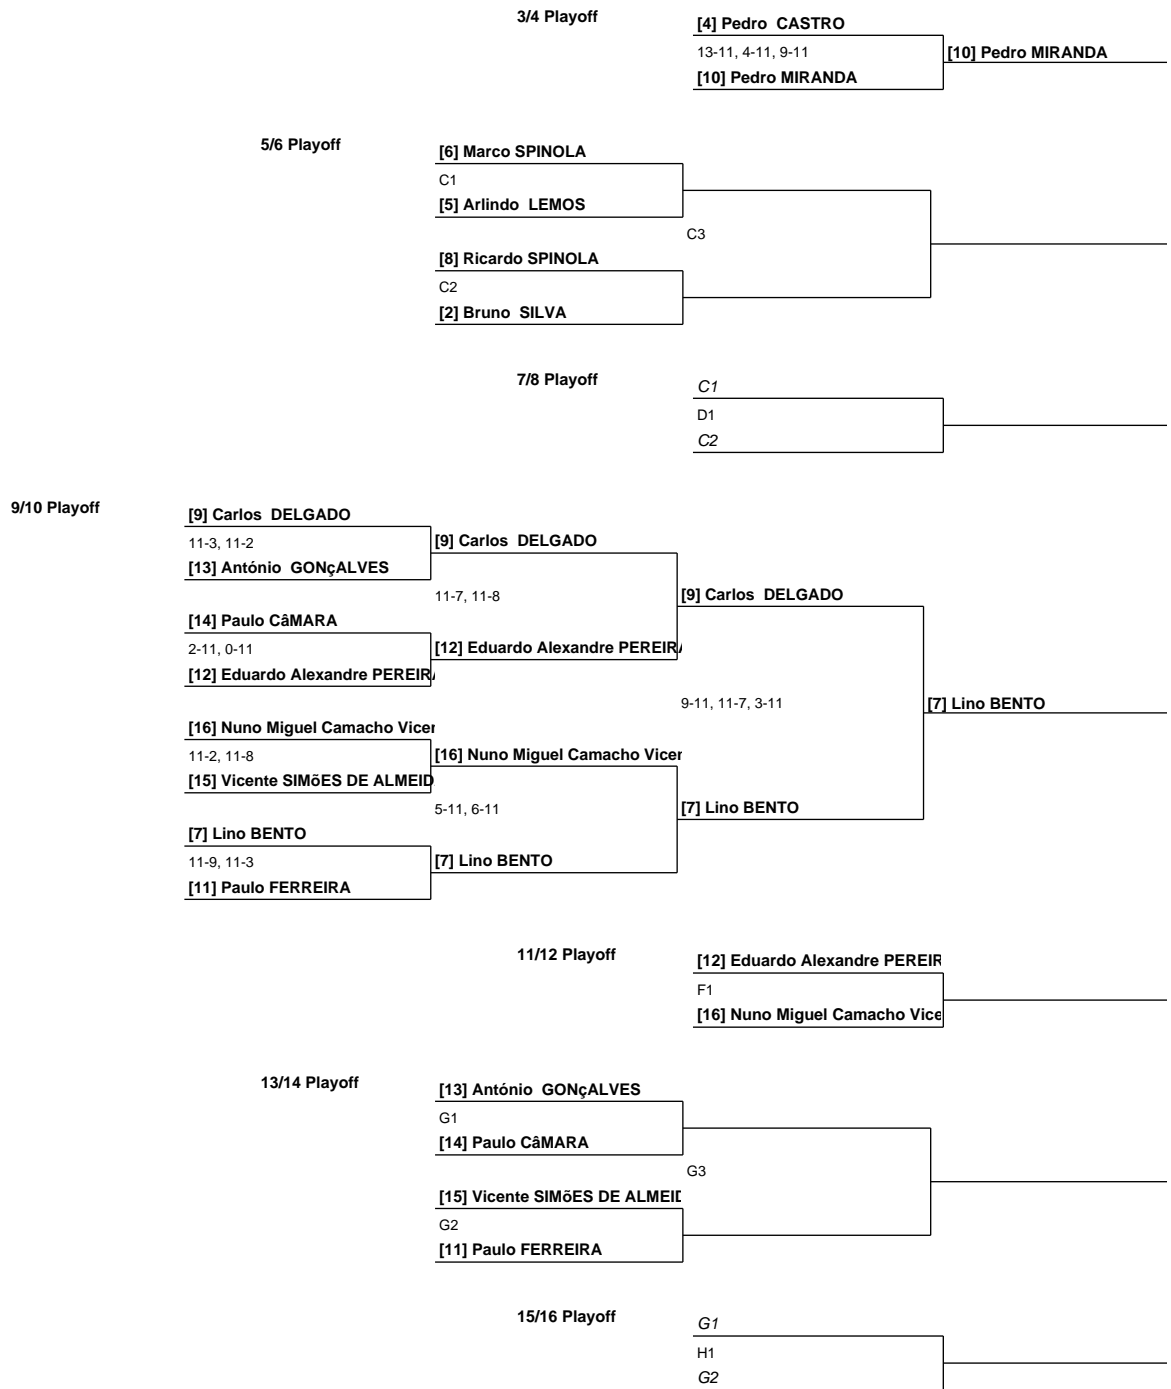 3/4 Playoff
[4] Pedro  CASTRO
13-11, 4-11, 9-11
[10] Pedro MIRANDA
[10] Pedro MIRANDA
5/6 Playoff
[6] Marco SPINOLA
C1
[5] Arlindo  LEMOS
C3
[8] Ricardo SPINOLA
C2
[2] Bruno  SILVA
7/8 Playoff
C1
D1
C2
9/10 Playoff
[9] Carlos  DELGADO
11-3, 11-2
[9] Carlos  DELGADO
[13] António  GONçALVES
11-7, 11-8
[9] Carlos  DELGADO
[14] Paulo CâMARA
2-11, 0-11
[12] Eduardo Alexandre PEREIRA
[12] Eduardo Alexandre PEREIRA
9-11, 11-7, 3-11
[7] Lino BENTO
[16] Nuno Miguel Camacho Vicen
11-2, 11-8
[16] Nuno Miguel Camacho Vicen
[15] Vicente SIMõES DE ALMEID
5-11, 6-11
[7] Lino BENTO
[7] Lino BENTO
11-9, 11-3
[7] Lino BENTO
[11] Paulo FERREIRA
11/12 Playoff
[12] Eduardo Alexandre PEREIR
F1
[16] Nuno Miguel Camacho Vice
13/14 Playoff
[13] António  GONçALVES
G1
[14] Paulo CâMARA
G3
[15] Vicente SIMõES DE ALMEID
G2
[11] Paulo FERREIRA
15/16 Playoff
G1
H1
G2